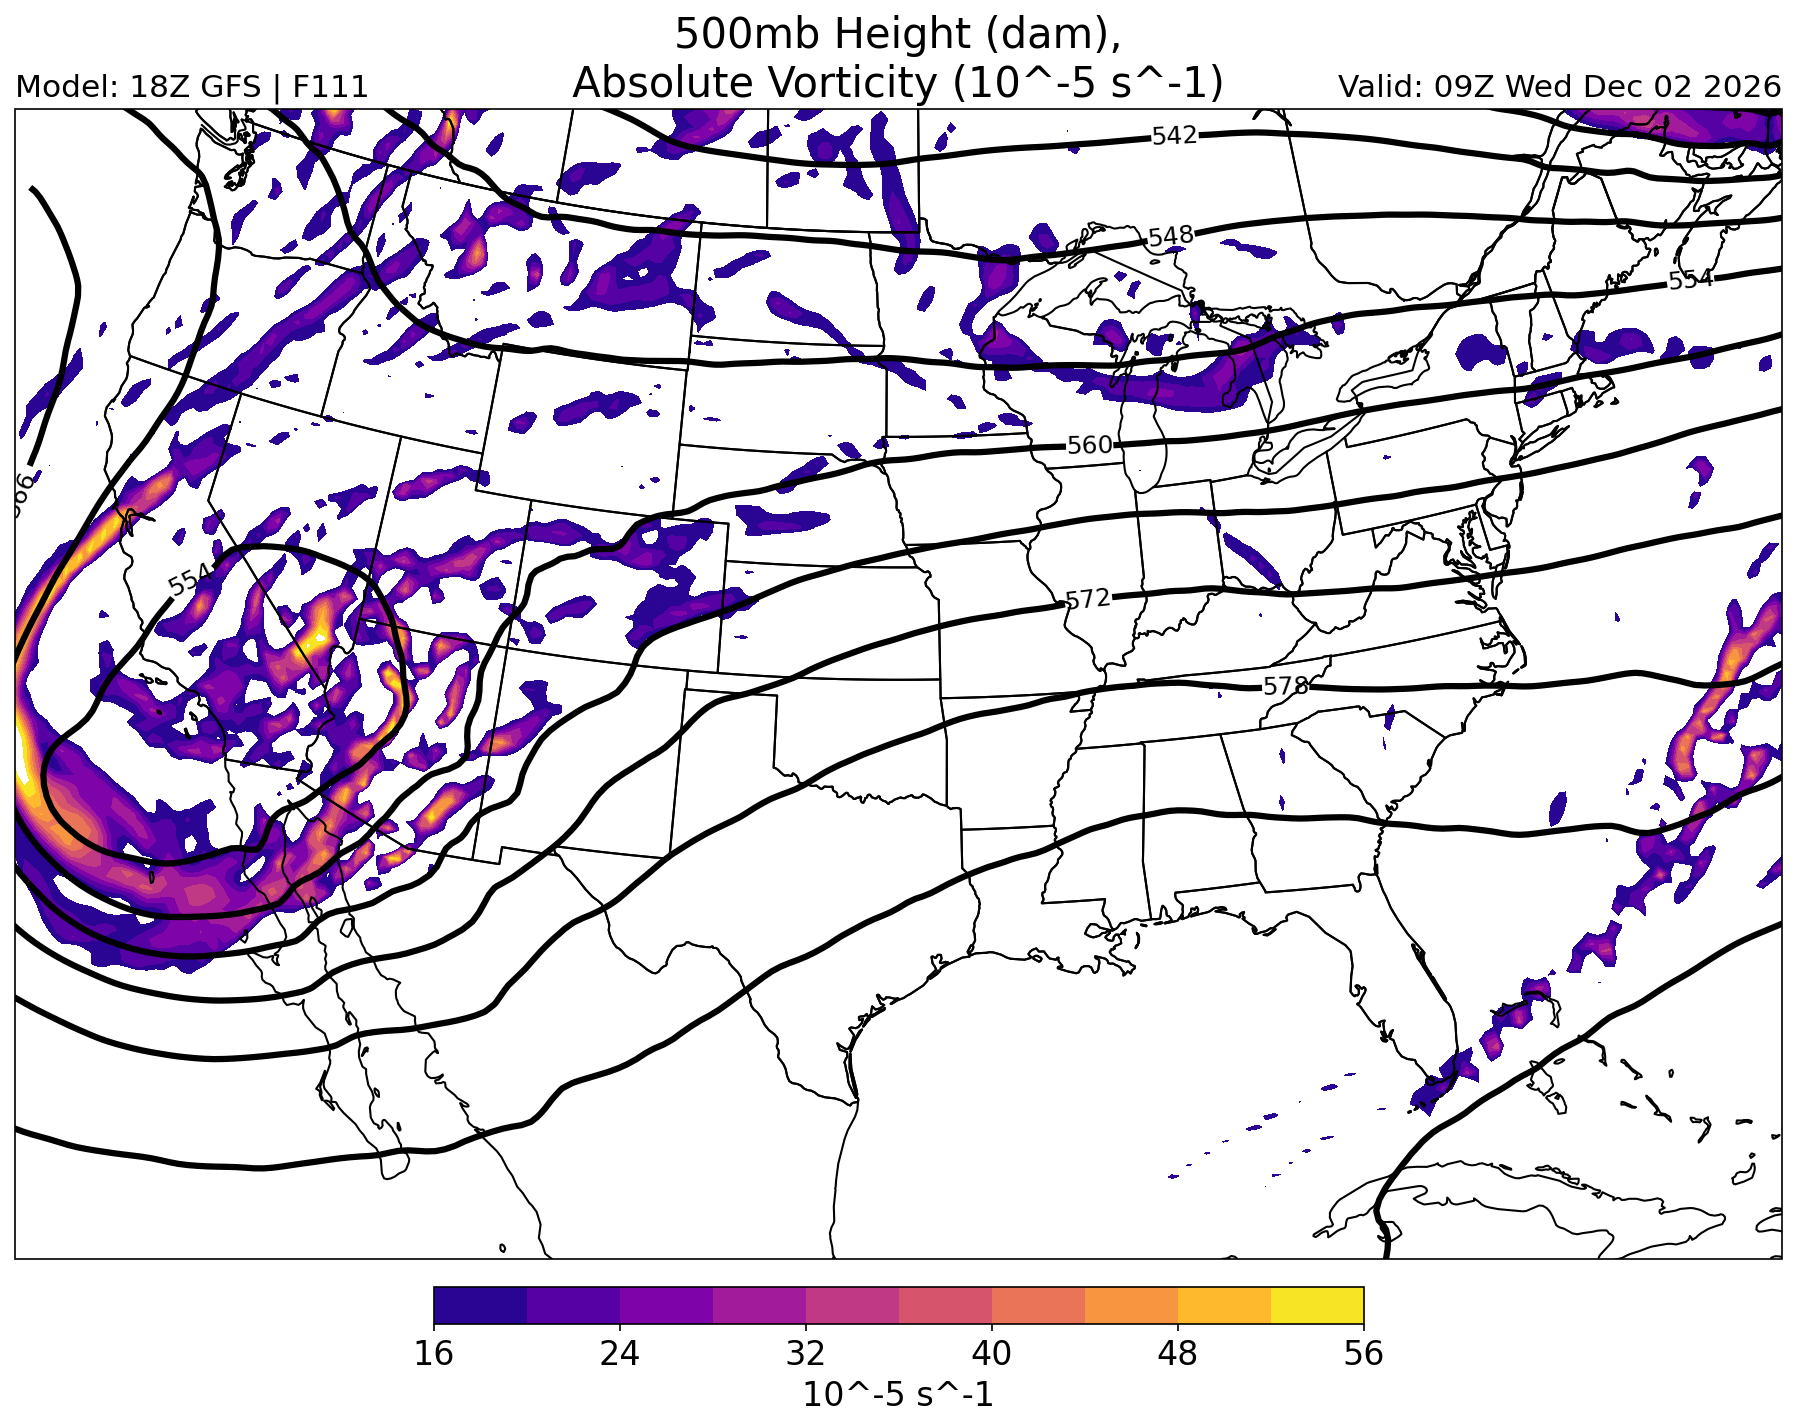 500mb Height (dam),
Absolute Vorticity (10^-5 s^-1)
Model: 18Z GFS | F111
Valid: 09Z Wed Dec 02 2026
542
548
554
560
566
554
572
578
16 24 32 40 48 56
10^-5 s^-1